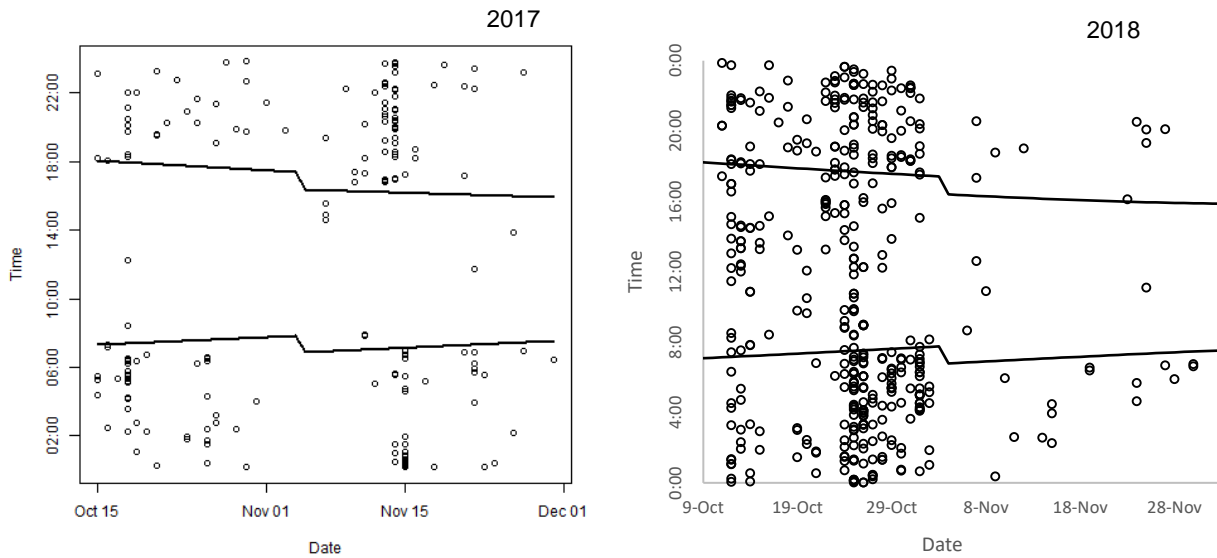 2017
22:00
18:00
14:00
10:00
06:00
02:00
Time
Oct 15 Nov 01 Nov 15 Dec 01
Date
2018
0:00
20:00
16:00
12:00
8:00
4:00
0:00
Time
9-Oct 19-Oct 29-Oct 8-Nov 18-Nov 28-Nov
Date